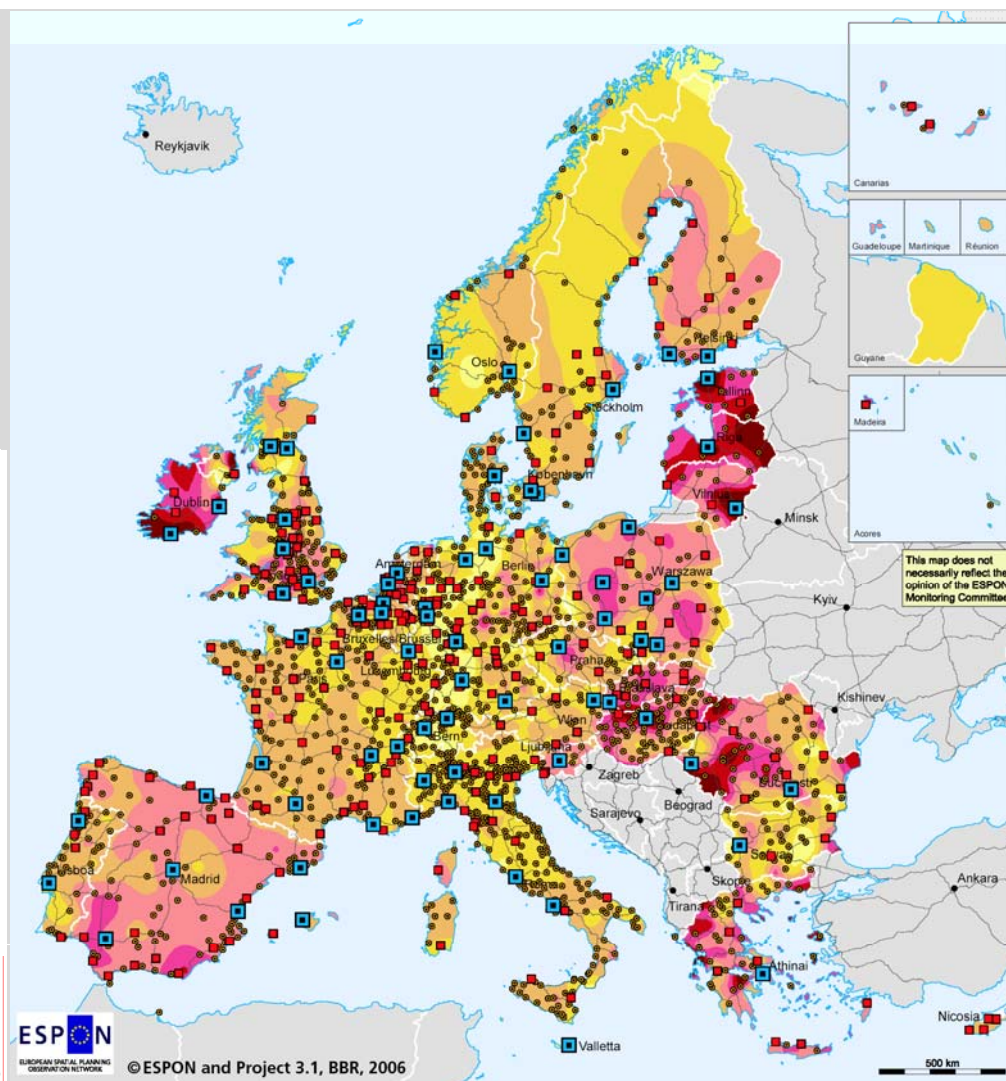 Reykjavik
Canarias
Guadeloupe
Martinique
Réunion
Oslo
Helsinki
Guyane
Tallinn
Stockholm
Riga
Madeira
København
Dublin
Vilnius
Minsk
Acores
Amsterdam
Berlin
Warszawa
This map does not
necessarily reflect the
opinion of the ESPON
Monitoring Committee
Kyiv
Bruxelles/Brussel
Praha
Luxembourg
Paris
Kishinev
Wien
Bratislava
Budapest
Bern
Ljubljana
Zagreb
Bucuresti
Beograd
Sarajevo
Sofiya
Lisboa
Madrid
Roma
Skopje
Ankara
Tirana
Athinai
Nicosia
ESPON
EUROPEAN SPATIAL PLANNING
OBSERVATION NETWORK
©ESPON and Project 3.1, BBR, 2006
Valletta
500 km